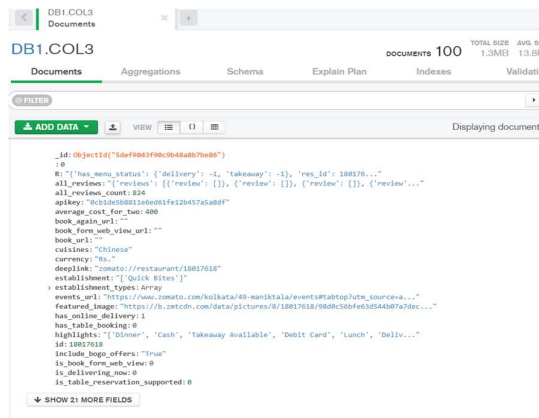 DB1.COL3
Documents
DB1.COL3
DOCUMENTS 100
TOTAL SIZE
1.3MB
AVG. S
13.8
Documents
Aggregations
Schema
Explain Plan
Indexes
Validati
FILTER
ADD DATA
VIEW
{}
Displaying document
_id: ObjectId("5def9043f90c9b48a8b7be86")
: 0
R: "{'has_menu_status': {'delivery': -1, 'takeaway': -1}, 'res_id': 180176..."
all_reviews: "{'reviews': [{'review': []}, {'review': []}, {'review': []}, {'review'..."
all_reviews_count: 824
apikey: "0cb1de5b8811e6ed61fe12b457a5a8df"
average_cost_for_two: 400
book_again_url: ""
book_form_web_view_url: ""
book_url: ""
cuisines: "Chinese"
currency: "Rs."
deeplink: "zomato://restaurant/18017618"
establishment: "['Quick Bites']"
> establishment_types: Array
events_url: "https://www.zomato.com/kolkata/49-maniktala/events#tabtop?utm_source=a..."
featured_image: "https://b.zmtcdn.com/data/pictures/8/18017618/98d0c56bfe63d544b07a7dec..."
has_online_delivery: 1
has_table_booking: 0
highlights: "['Dinner', 'Cash', 'Takeaway Available', 'Debit Card', 'Lunch', 'Deliv..."
id: 18017618
include_bogo_offers: "True"
is_book_form_web_view: 0
is_delivering_now: 0
is_table_reservation_supported: 0
SHOW 21 MORE FIELDS